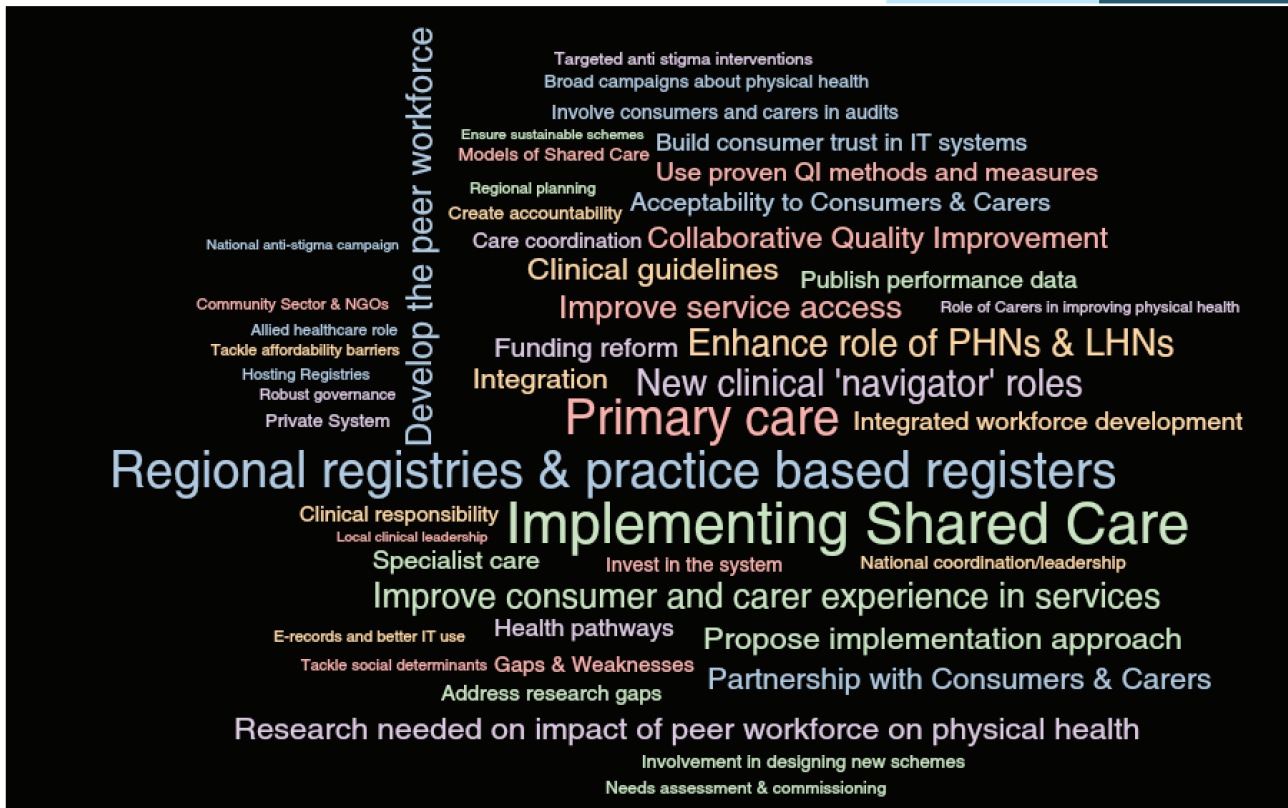 Develop the peer workforce
Targeted anti stigma interventions
Broad campaigns about physical health
Involve consumers and carers in audits
Ensure sustainable schemes
Build consumer trust in IT systems
Models of Shared Care
Use proven QI methods and measures
Regional planning
Acceptability to Consumers & Carers
Create accountability
National anti-stigma campaign
Care coordination
Collaborative Quality Improvement
Clinical guidelines
Publish performance data
Community Sector & NGOs
Improve service access
Role of Carers in improving physical health
Allied healthcare role
Tackle affordability barriers
Funding reform
Enhance role of PHNs & LHNs
Hosting Registries
Integration
New clinical 'navigator' roles
Robust governance
Private System
Primary care
Integrated workforce development
Regional registries & practice based registers
Clinical responsibility
Implementing Shared Care
Local clinical leadership
Specialist care
Invest in the system
National coordination/leadership
Improve consumer and carer experience in services
E-records and better IT use
Health pathways
Propose implementation approach
Tackle social determinants
Gaps & Weaknesses
Partnership with Consumers & Carers
Address research gaps
Research needed on impact of peer workforce on physical health
Involvement in designing new schemes
Needs assessment & commissioning